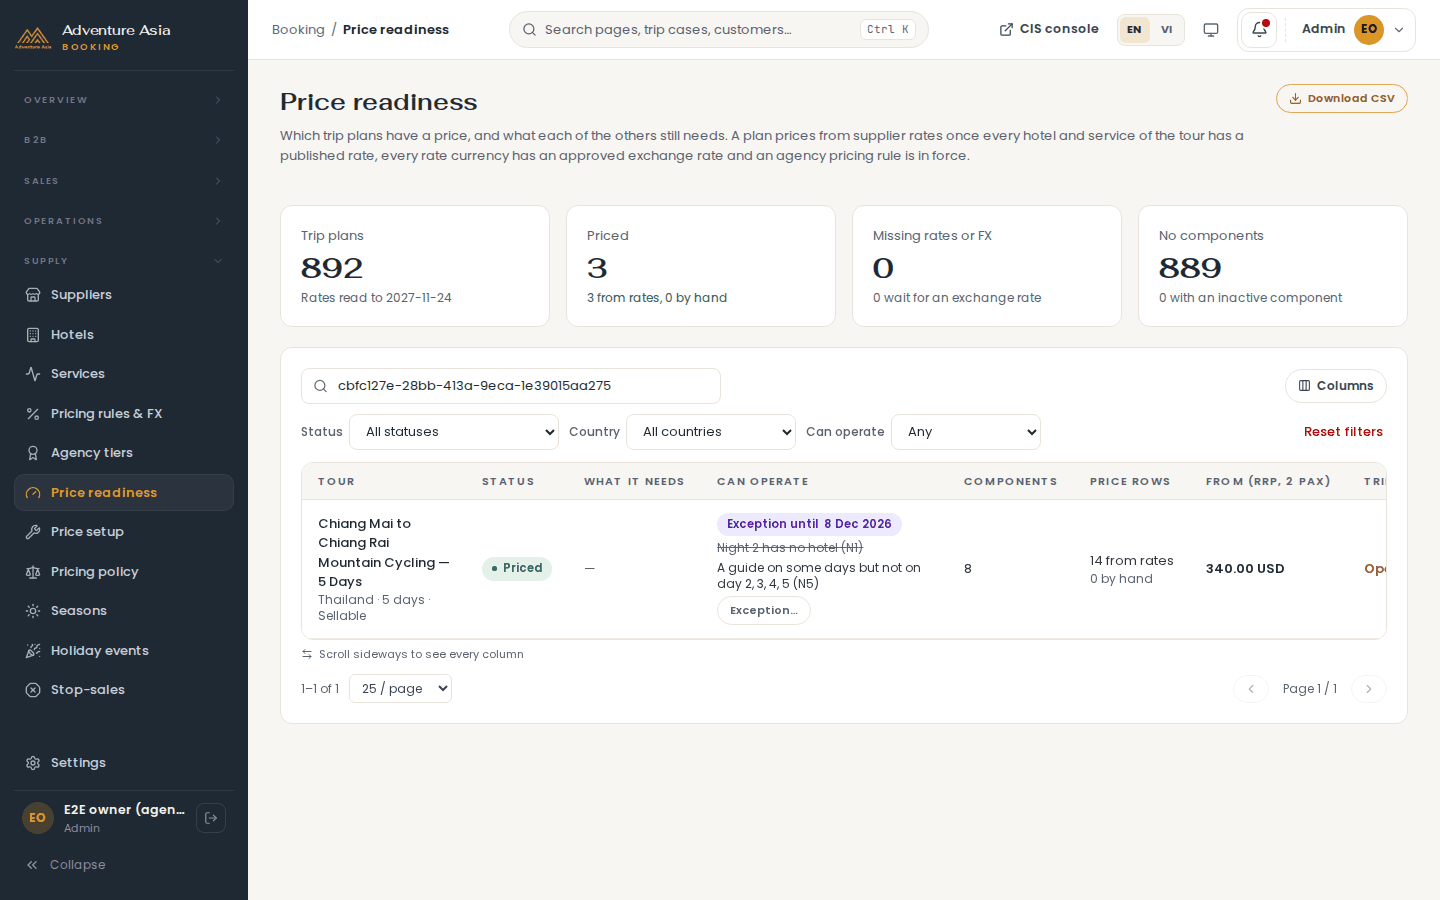 Adventure Asia
BOOKING
Adventure Asia
OVERVIEW
B2B
SALES
OPERATIONS
SUPPLY
Suppliers
Hotels
Services
Pricing rules & FX
Agency tiers
Price readiness
Price setup
Pricing policy
Seasons
Holiday events
Stop-sales
Settings
EO
E2E owner (agen…
Admin
Collapse
Booking / Price readiness
Search pages, trip cases, customers…
Ctrl K
CIS console
EN VI
Admin
EO
Price readiness
Download CSV
Which trip plans have a price, and what each of the others still needs. A plan prices from supplier rates once every hotel and service of the tour has a
published rate, every rate currency has an approved exchange rate and an agency pricing rule is in force.
Trip plans
892
Rates read to 2027-11-24
Priced
3
3 from rates, 0 by hand
Missing rates or FX
0
0 wait for an exchange rate
No components
889
0 with an inactive component
cbfc127e-28bb-413a-9eca-1e39015aa275
Columns
Status All statuses Country All countries Can operate Any
Reset filters
TOUR STATUS WHAT IT NEEDS CAN OPERATE COMPONENTS PRICE ROWS FROM (RRP, 2 PAX)
Chiang Mai to
Chiang Rai
Mountain Cycling —
5 Days
Thailand · 5 days ·
Sellable
Priced
—
Exception until 8 Dec 2026
Night 2 has no hotel (N1)
A guide on some days but not on
day 2, 3, 4, 5 (N5)
Exception…
8
14 from rates
0 by hand
340.00 USD
Scroll sideways to see every column
1–1 of 1 25 / page
Page 1 / 1